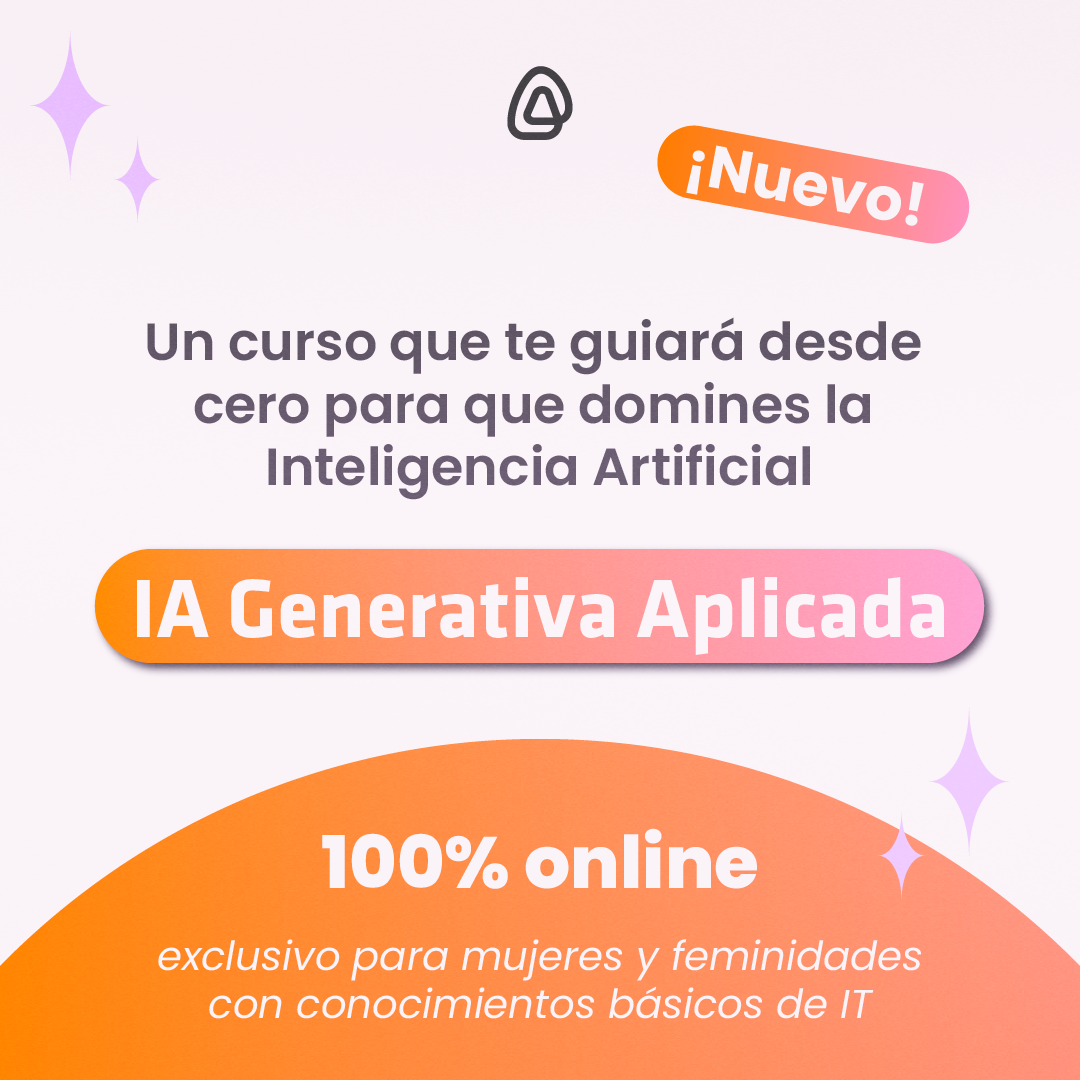 ¡Nuevo!
Un curso que te guiará desde
cero para que domines la
Inteligencia Artificial
IA Generativa Aplicada
100% online
exclusivo para mujeres y feminidades
con conocimientos básicos de IT